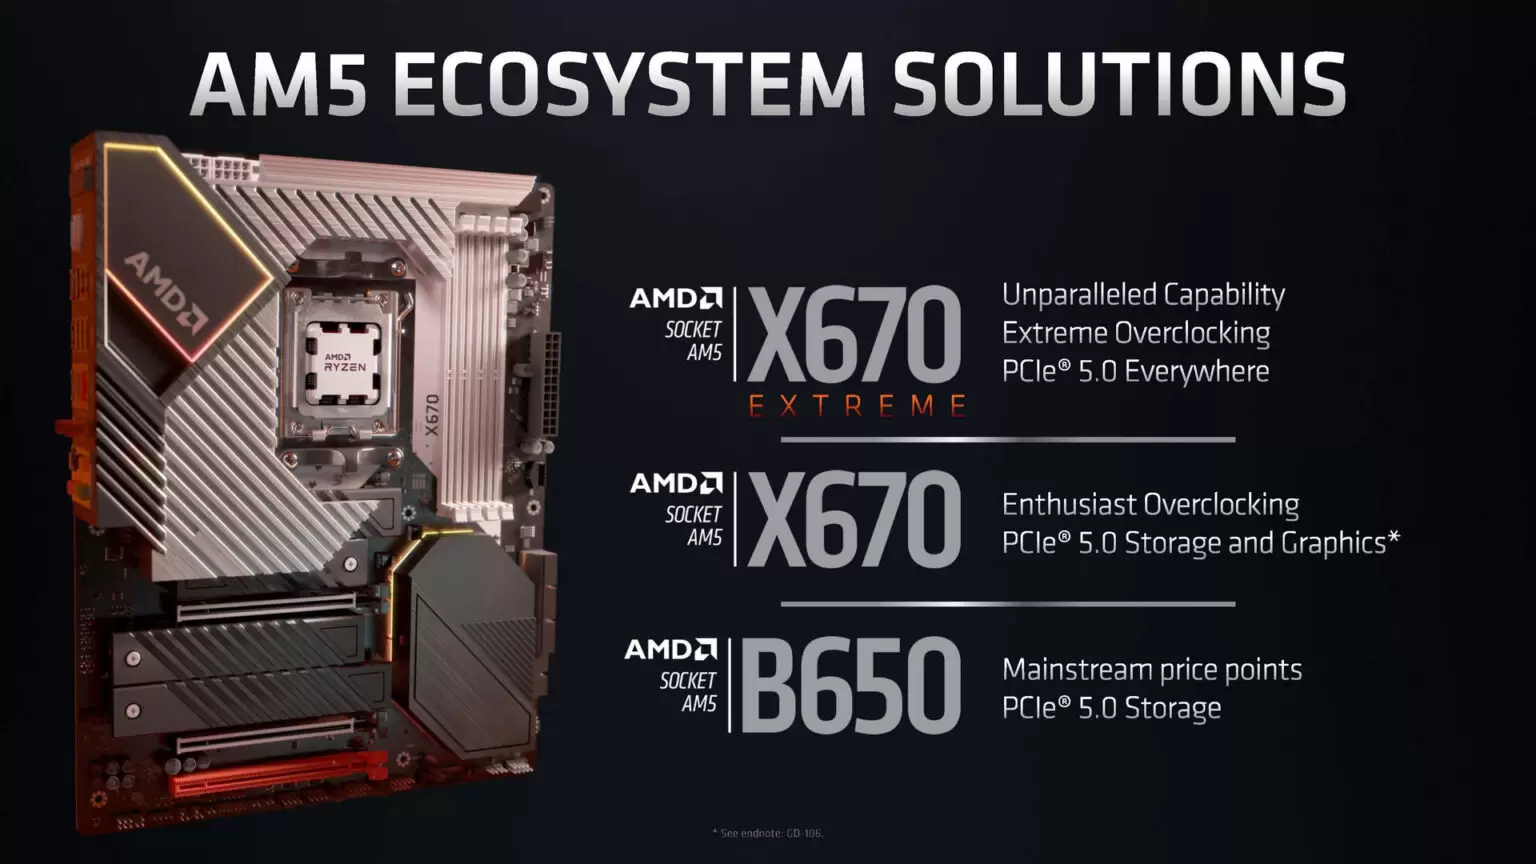 AM5 ECOSYSTEM SOLUTIONS
AMD
AMD
RYZEN
X670
AMD
SOCKET
AM5
X670
EXTREME
Unparalleled Capability
Extreme Overclocking
PCIe® 5.0 Everywhere
AMD
SOCKET
AM5
X670
Enthusiast Overclocking
PCIe® 5.0 Storage and Graphics*
AMD
SOCKET
AM5
B650
Mainstream price points
PCIe® 5.0 Storage
* See endnote: GD-106.